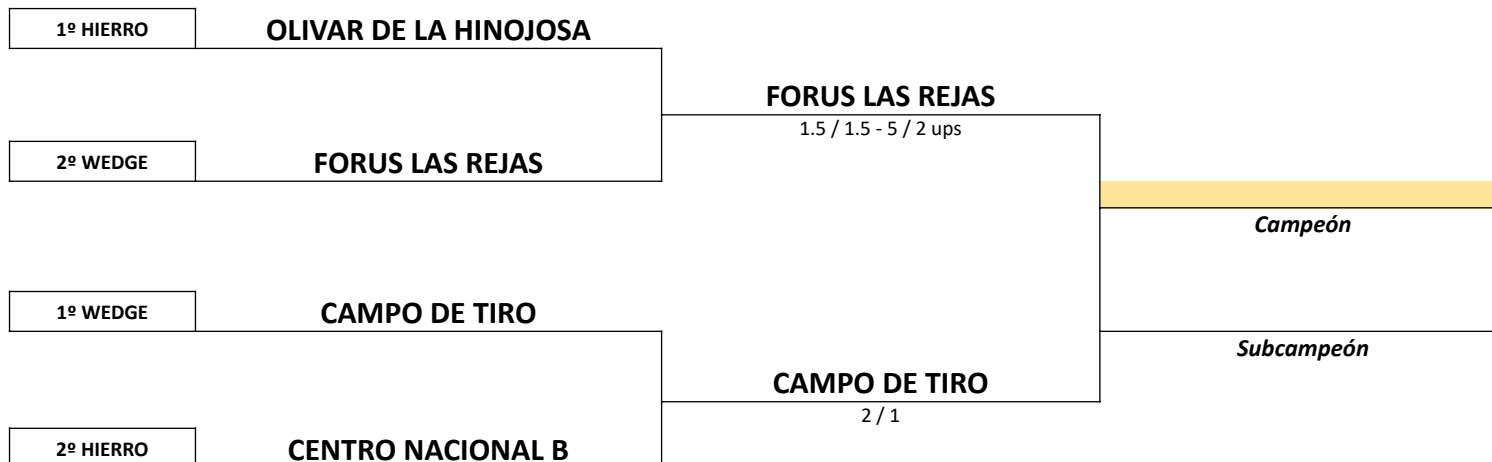 1º HIERRO OLIVAR DE LA HINOJOSA
FORUS LAS REJAS
1.5 / 1.5 - 5 / 2 ups
2º WEDGE FORUS LAS REJAS
Campeón
1º WEDGE CAMPO DE TIRO
Subcampeón
CAMPO DE TIRO
2 / 1
2º HIERRO CENTRO NACIONAL B